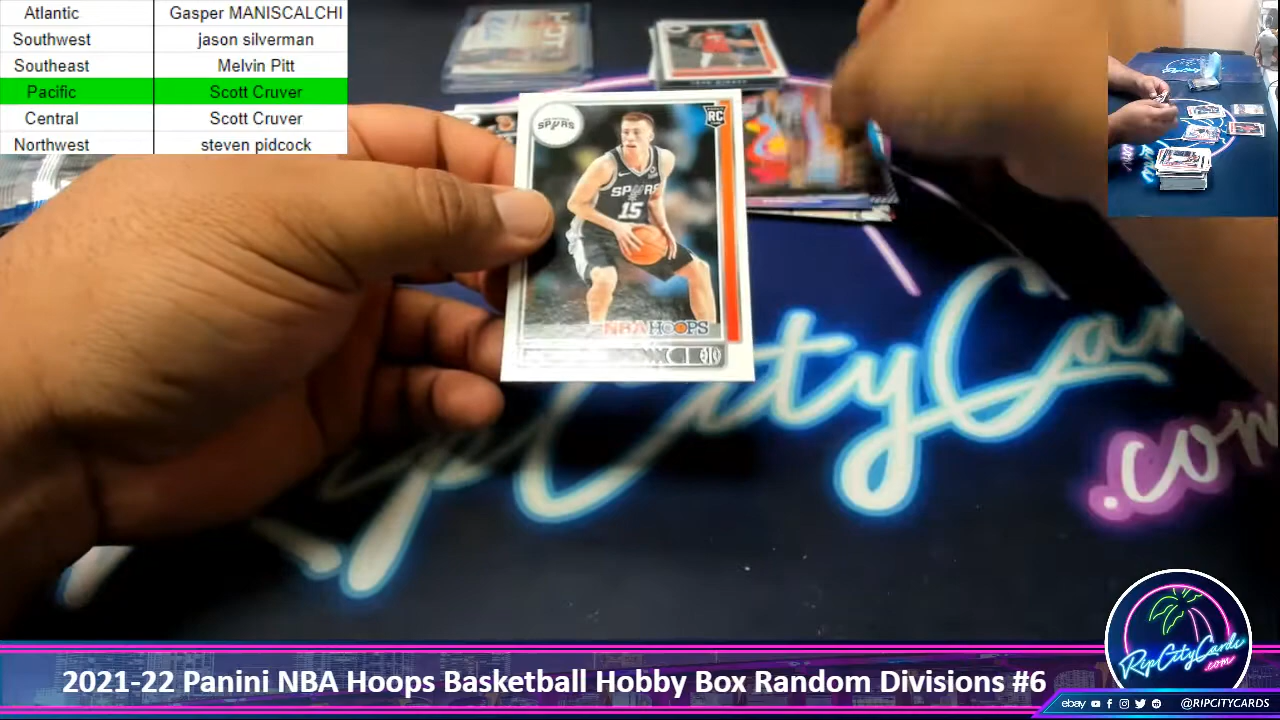 Atlantic Gasper MANISCALCHI
Southwest jason silverman
Southeast Melvin Pitt
Pacific Scott Cruver
Central Scott Cruver
Northwest steven pidcock
SPURS
RC
SPURS
15
NBA HOOPS
RipCityCar
.com
RipCityCards
.com
2021-22 Panini NBA Hoops Basketball Hobby Box Random Divisions #6
ebay @RIPCITYCARDS